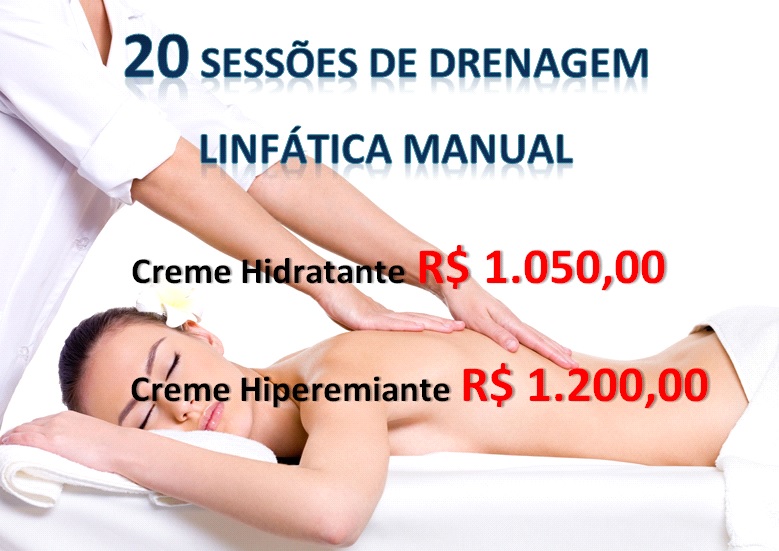 20 SESSÕES DE DRENAGEM
LINFÁTICA MANUAL
Creme Hidratante R$ 1.050,00
Creme Hiperemiante R$ 1.200,00